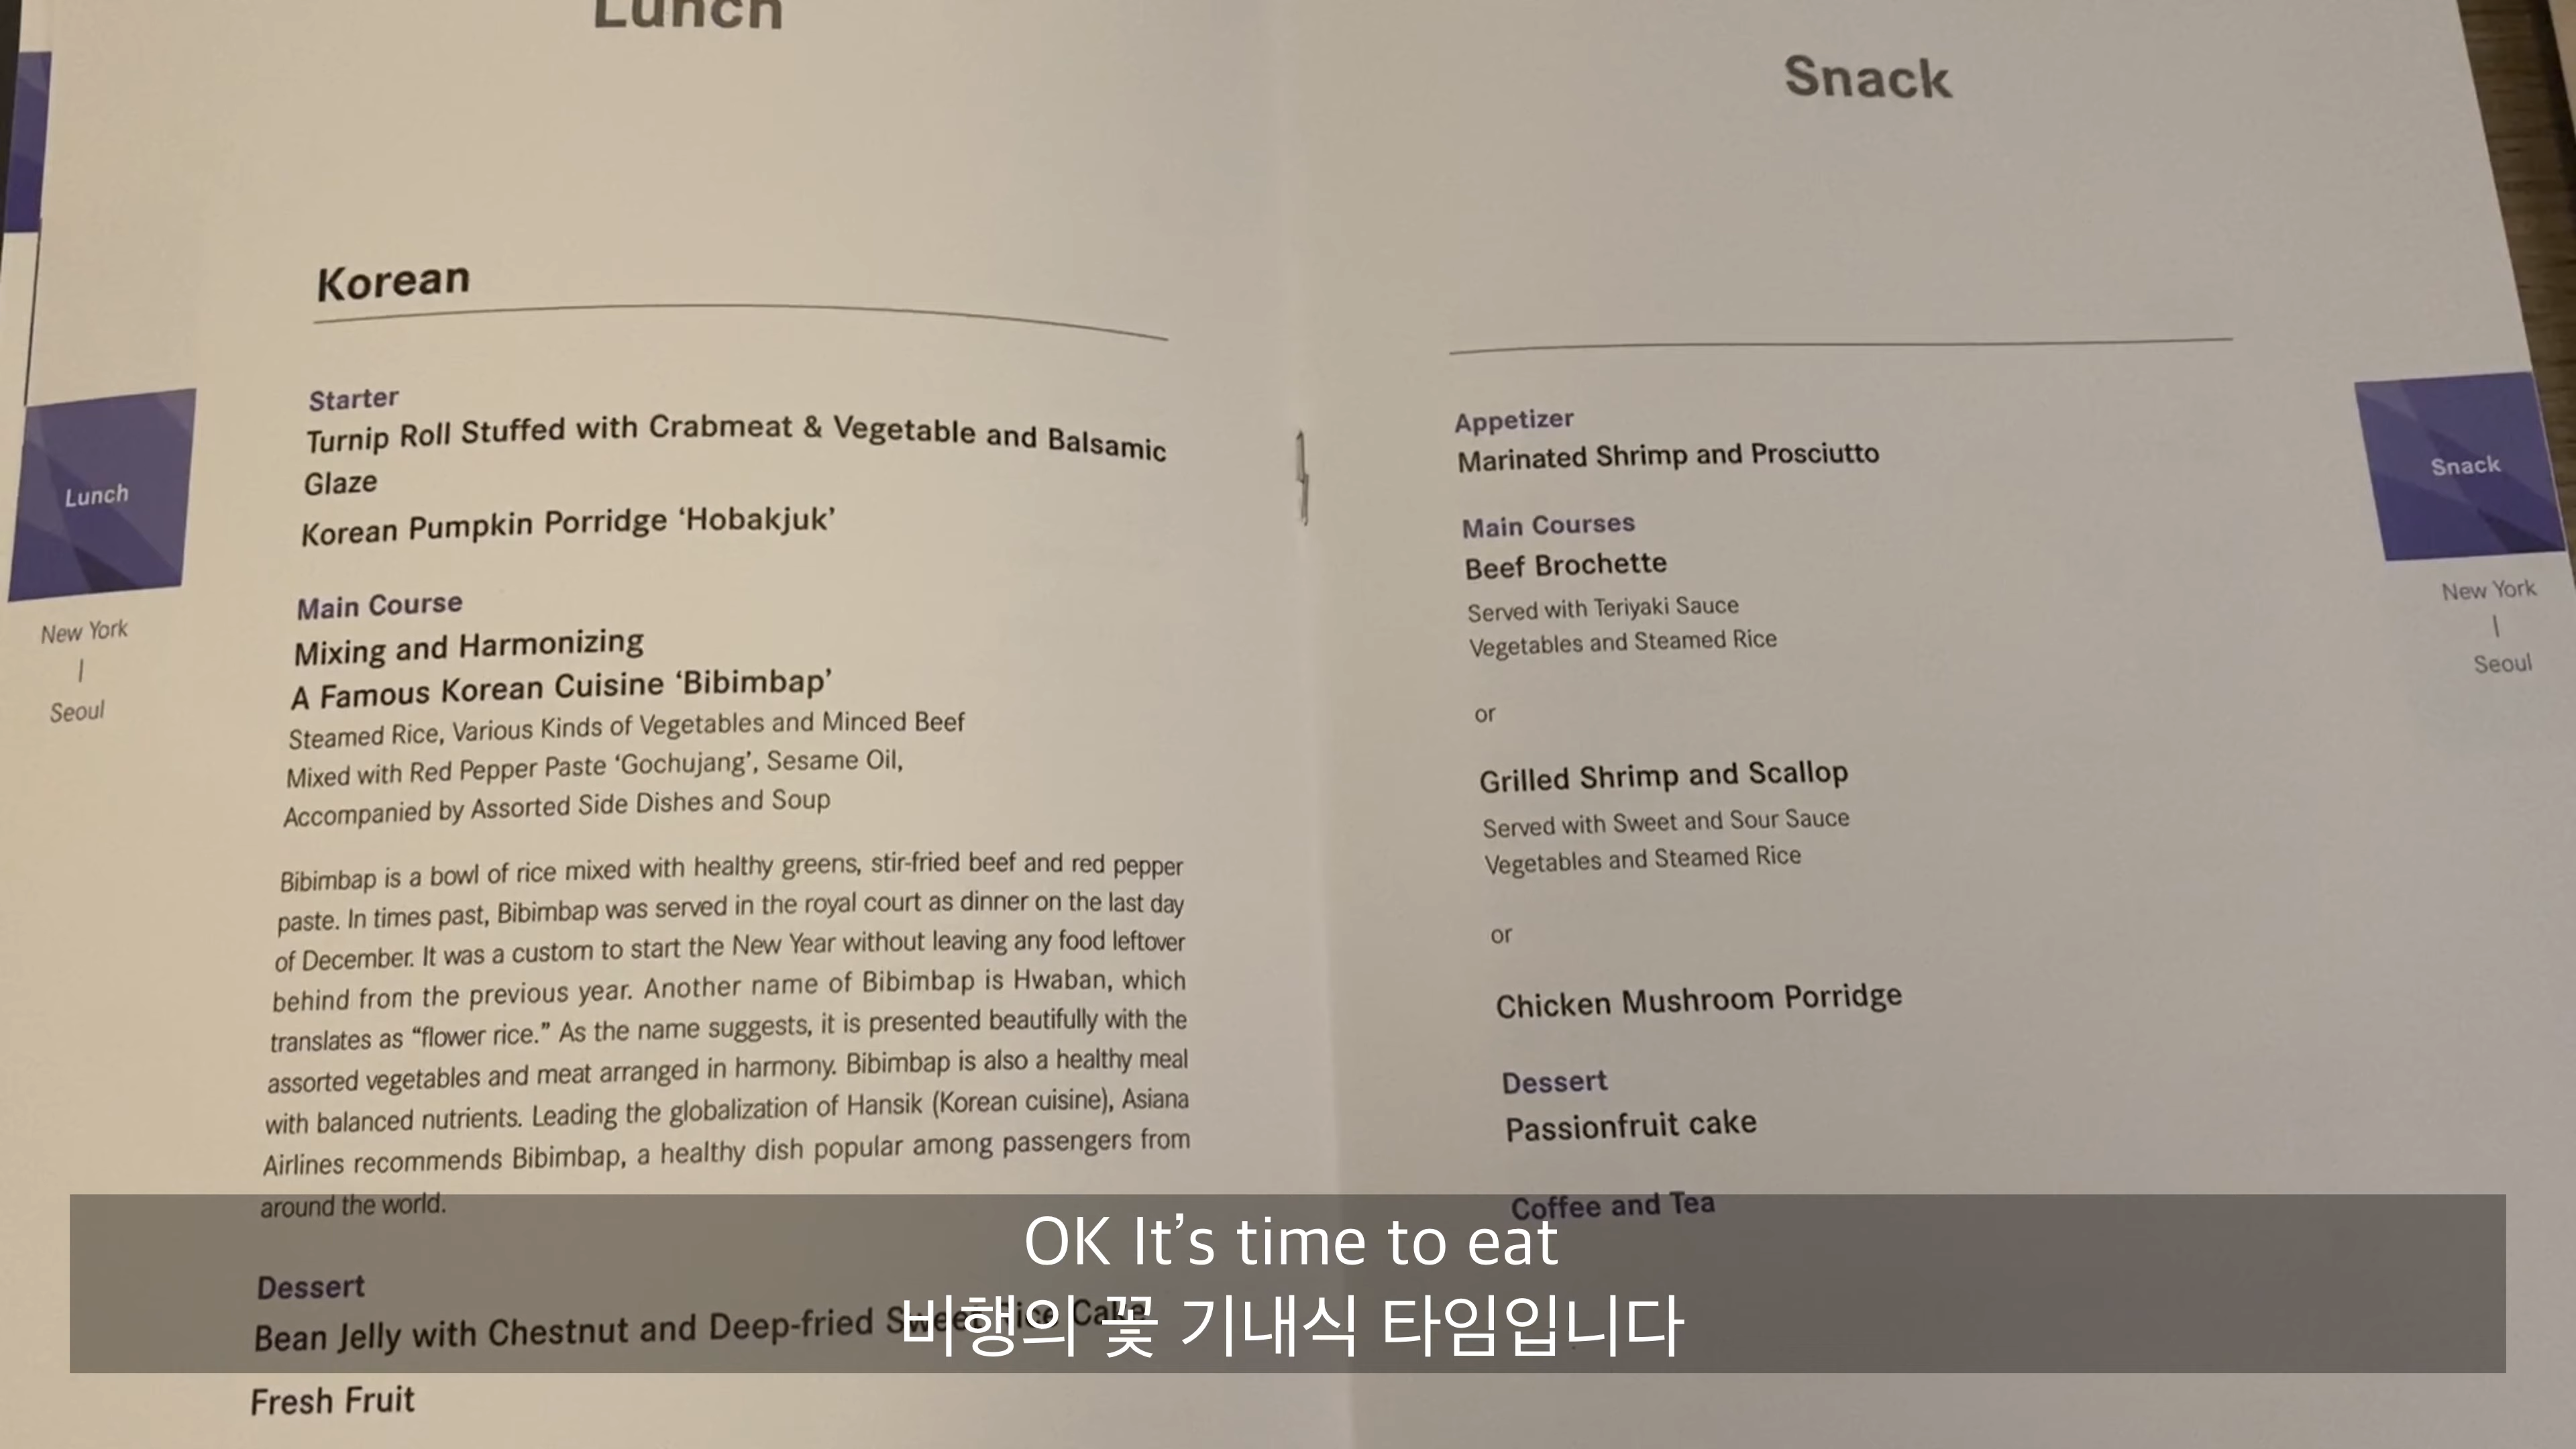 Lunch
Korean
Starter
Turnip Roll Stuffed with Crabmeat & Vegetable and Balsamic
Glaze
Korean Pumpkin Porridge ‘Hobakjuk’
Main Course
Mixing and Harmonizing
A Famous Korean Cuisine ‘Bibimbap’
Steamed Rice, Various Kinds of Vegetables and Minced Beef
Mixed with Red Pepper Paste ‘Gochujang’, Sesame Oil,
Accompanied by Assorted Side Dishes and Soup
Bibimbap is a bowl of rice mixed with healthy greens, stir-fried beef and red pepper
paste. In times past, Bibimbap was served in the royal court as dinner on the last day
of December. It was a custom to start the New Year without leaving any food leftover
behind from the previous year. Another name of Bibimbap is Hwaban, which
translates as “flower rice.” As the name suggests, it is presented beautifully with the
assorted vegetables and meat arranged in harmony. Bibimbap is also a healthy meal
with balanced nutrients. Leading the globalization of Hansik (Korean cuisine), Asiana
Airlines recommends Bibimbap, a healthy dish popular among passengers from
around the world.
Dessert
Bean Jelly with Chestnut and Deep-fried Sweet Rice Cake
Fresh Fruit
Lunch
New York
|
Seoul
Snack
Appetizer
Marinated Shrimp and Prosciutto
Main Courses
Beef Brochette
Served with Teriyaki Sauce
Vegetables and Steamed Rice
or
Grilled Shrimp and Scallop
Served with Sweet and Sour Sauce
Vegetables and Steamed Rice
or
Chicken Mushroom Porridge
Dessert
Passionfruit cake
Coffee and Tea
Snack
New York
|
Seoul
OK It’s time to eat
비행의 꽃 기내식 타임입니다